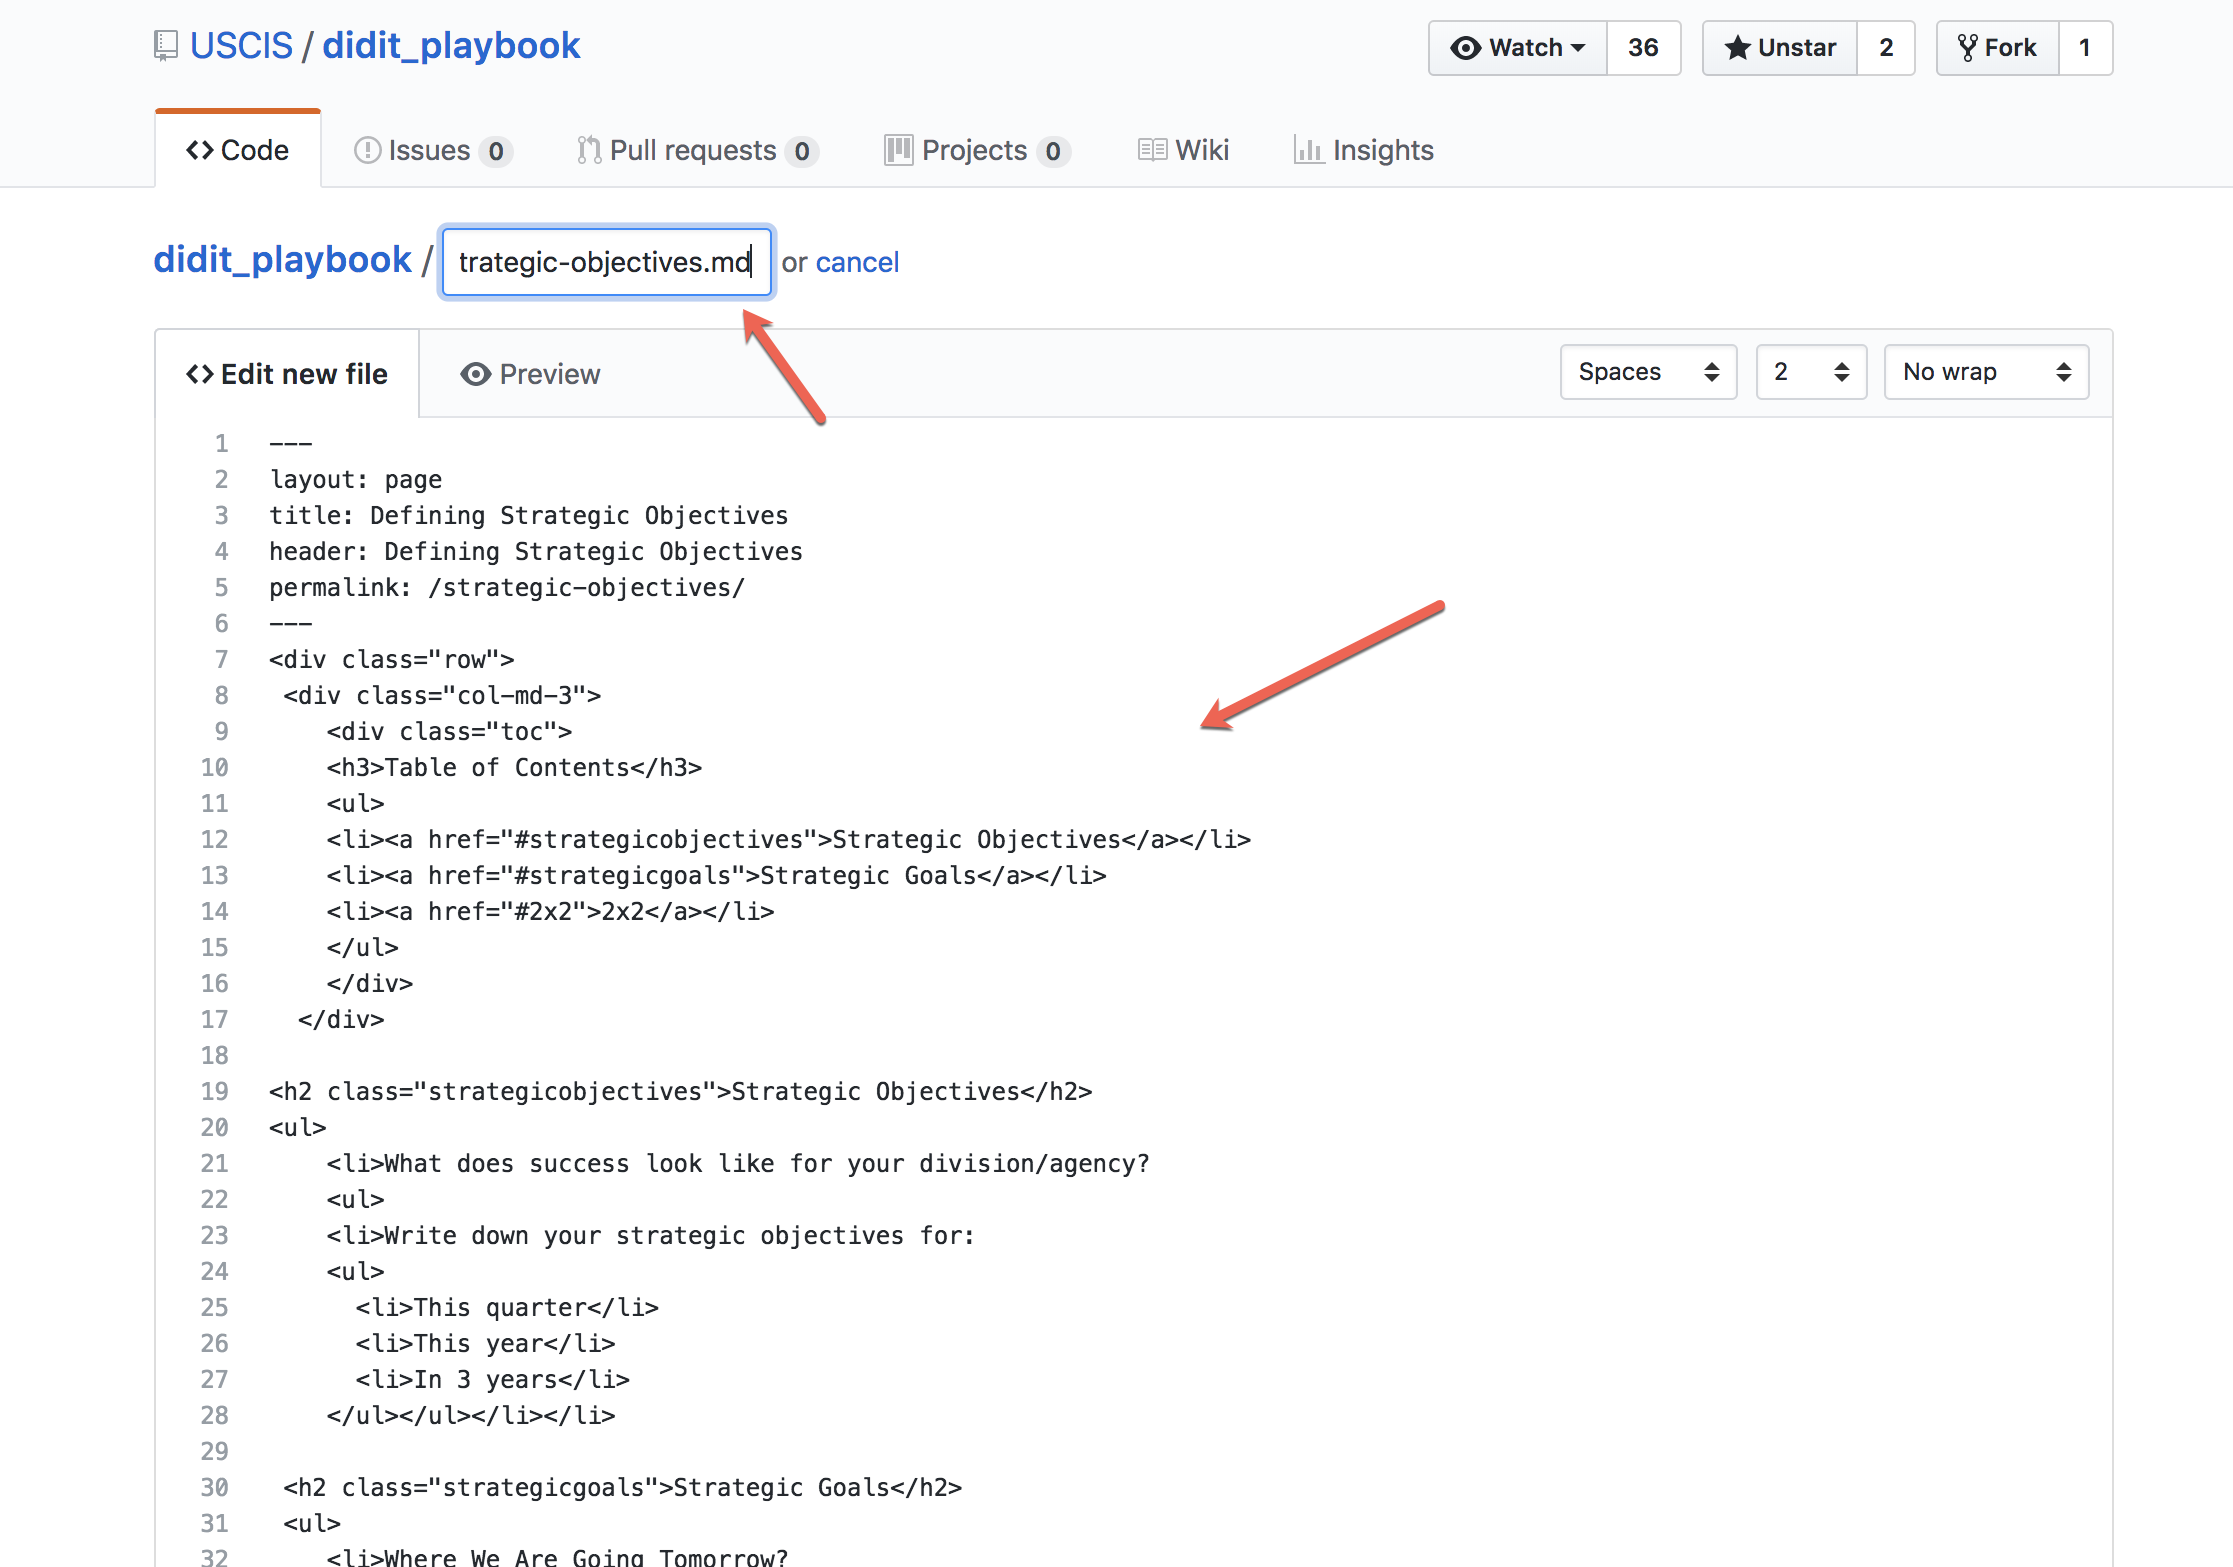 USCIS / didit_playbook
Watch 36 Unstar 2 Fork 1
Code Issues 0 Pull requests 0 Projects 0 Wiki Insights
didit_playbook / trategic-objectives.md or cancel
Edit new file Preview Spaces 2 No wrap
1 ---
2 layout: page
3 title: Defining Strategic Objectives
4 header: Defining Strategic Objectives
5 permalink: /strategic-objectives/
6 ---
7 <div class="row">
8  <div class="col-md-3">
9     <div class="toc">
10     <h3>Table of Contents</h3>
11     <ul>
12     <li><a href="#strategicobjectives">Strategic Objectives</a></li>
13     <li><a href="#strategicgoals">Strategic Goals</a></li>
14     <li><a href="#2x2">2x2</a></li>
15     </ul>
16     </div>
17   </div>
18
19 <h2 class="strategicobjectives">Strategic Objectives</h2>
20 <ul>
21     <li>What does success look like for your division/agency?
22     <ul>
23     <li>Write down your strategic objectives for:
24     <ul>
25       <li>This quarter</li>
26       <li>This year</li>
27       <li>In 3 years</li>
28     </ul></ul></li></li>
29
30  <h2 class="strategicgoals">Strategic Goals</h2>
31  <ul>
32     <li>Where We Are Going Tomorrow?